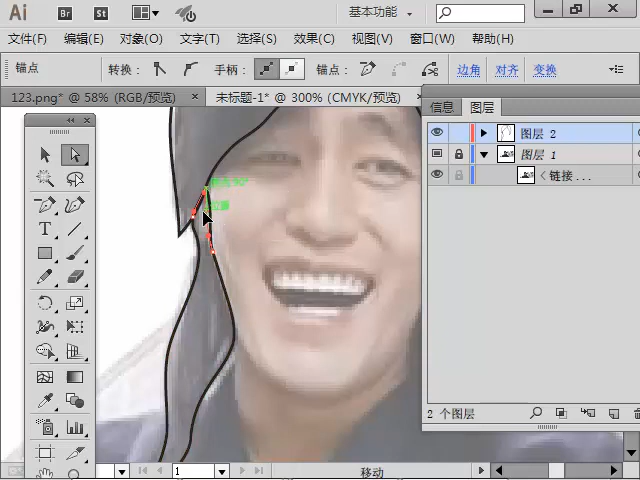 Ai Br St 基本功能
文件(F) 编辑(E) 对象(O) 文字(T) 选择(S) 效果(C) 视图(V) 窗口(W) 帮助(H)
锚点 转换： 手柄： 锚点： 边角 对齐 变换
123.png* @ 58% (RGB/预览) × 未标题-1* @ 300% (CMYK/预览) ×
信息 图层
图层 2
图层 1
<链接...
2 个图层
1 移动